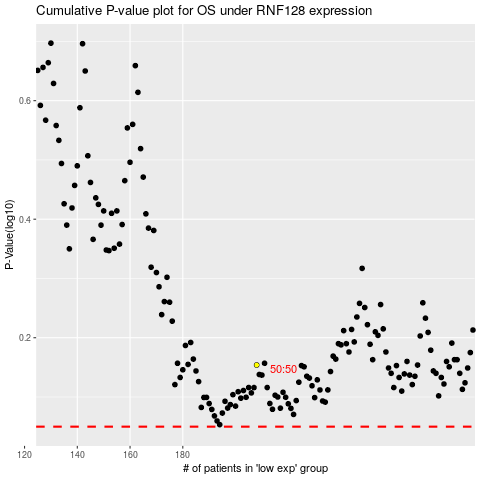 Cumulative P-value plot for OS under RNF128 expression
P-Value(log10)
0.6
0.4
0.2
50:50
120 140 160 180
# of patients in 'low exp' group